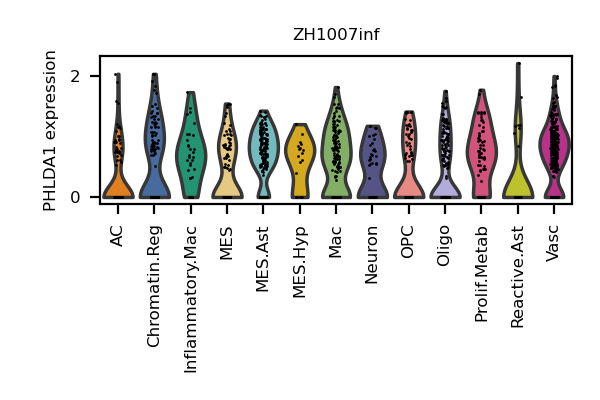 ZH1007inf
PHLDA1 expression
2
0
AC
Chromatin.Reg
Inflammatory.Mac
MES
MES.Ast
MES.Hyp
Mac
Neuron
OPC
Oligo
Prolif.Metab
Reactive.Ast
Vasc